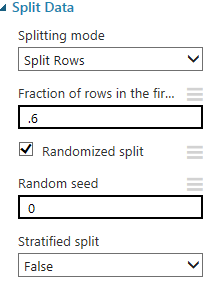 Split Data
Splitting mode
Split Rows
Fraction of rows in the fir...
.6
Randomized split
Random seed
0
Stratified split
False